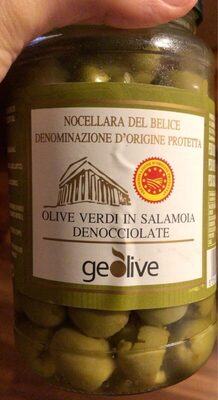 NOCELLARA DEL BELICE
DENOMINAZIONE D'ORIGINE PROTETTA
OLIVE VERDI IN SALAMOIA
DENOCCIOLATE
geolive